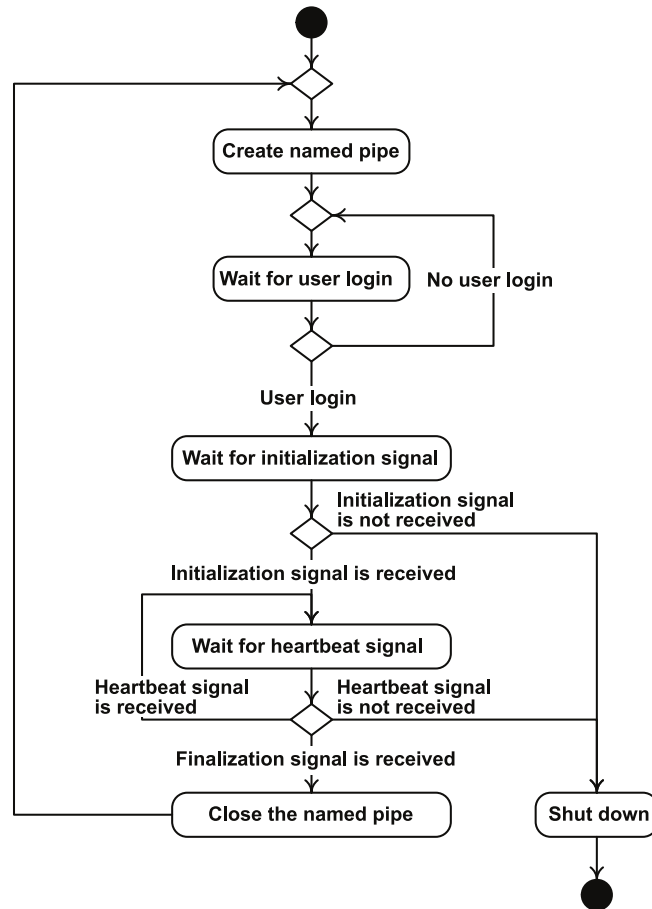 Create named pipe
Wait for user login
No user login
User login
Wait for initialization signal
Initialization signal
is not received
Initialization signal is received
Wait for heartbeat signal
Heartbeat signal
is received
Heartbeat signal
is not received
Finalization signal is received
Close the named pipe
Shut down